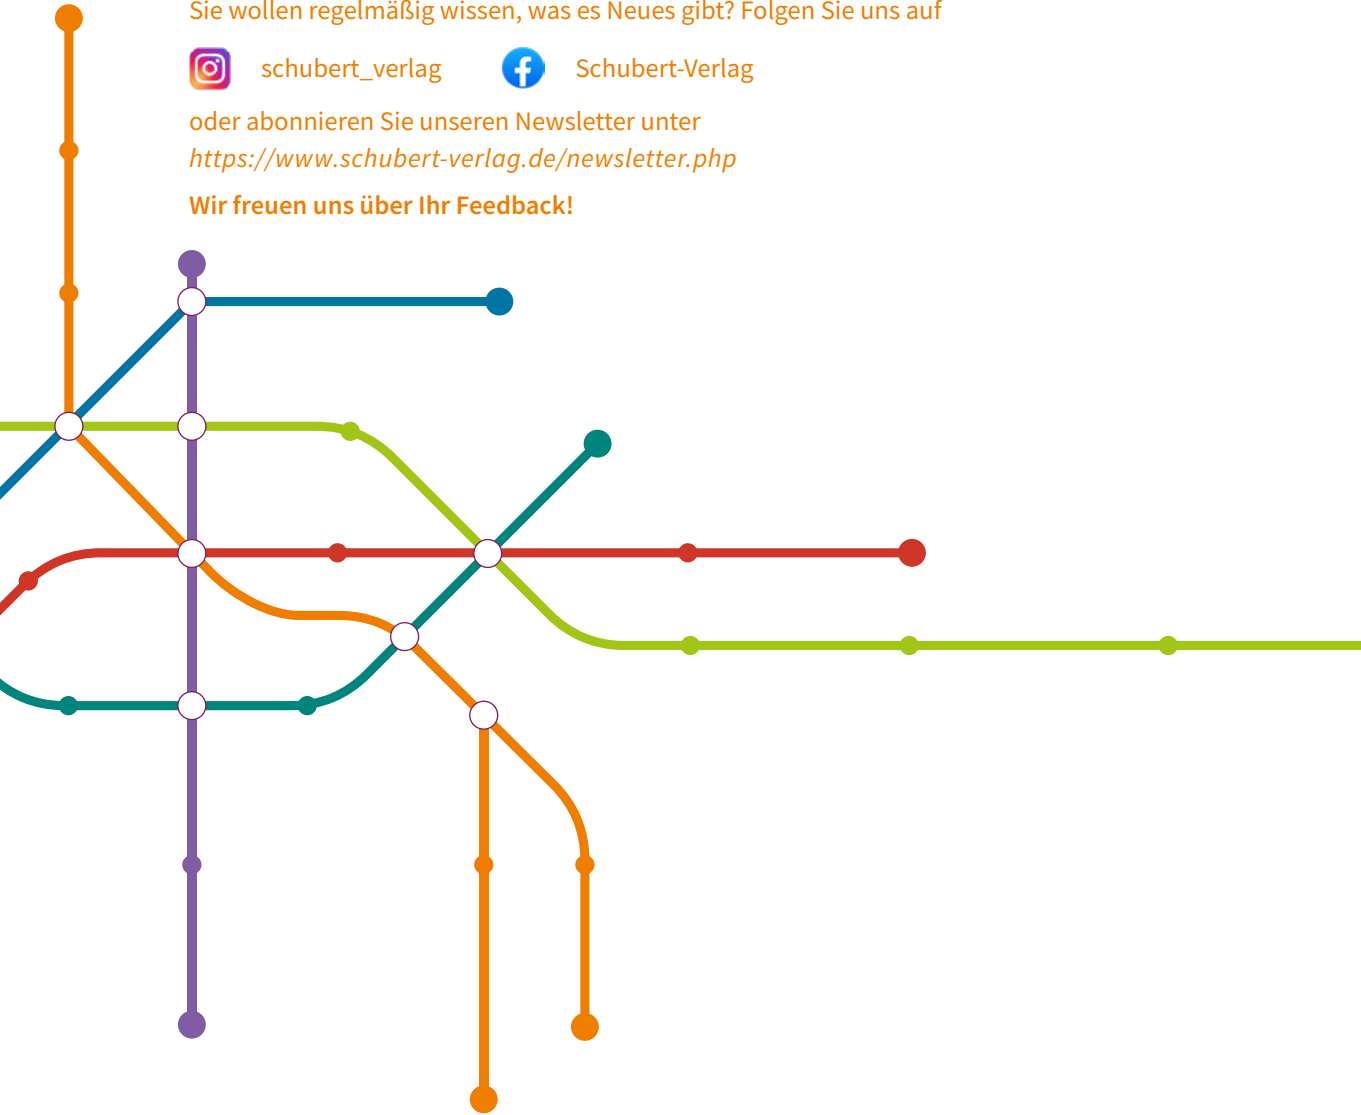 Sie wollen regelmäßig wissen, was es Neues gibt? Folgen Sie uns auf
schubert_verlag Schubert-Verlag
oder abonnieren Sie unseren Newsletter unter
https://www.schubert-verlag.de/newsletter.php
Wir freuen uns über Ihr Feedback!